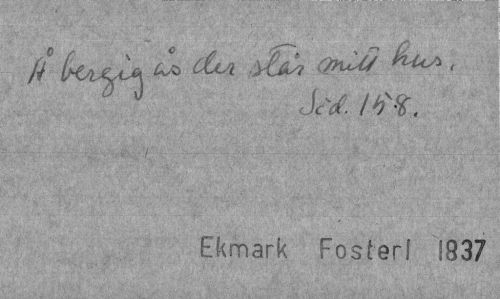 Å bergig ås der står mitt hus.
Sid. 158.
Ekmark Fosterl 1837